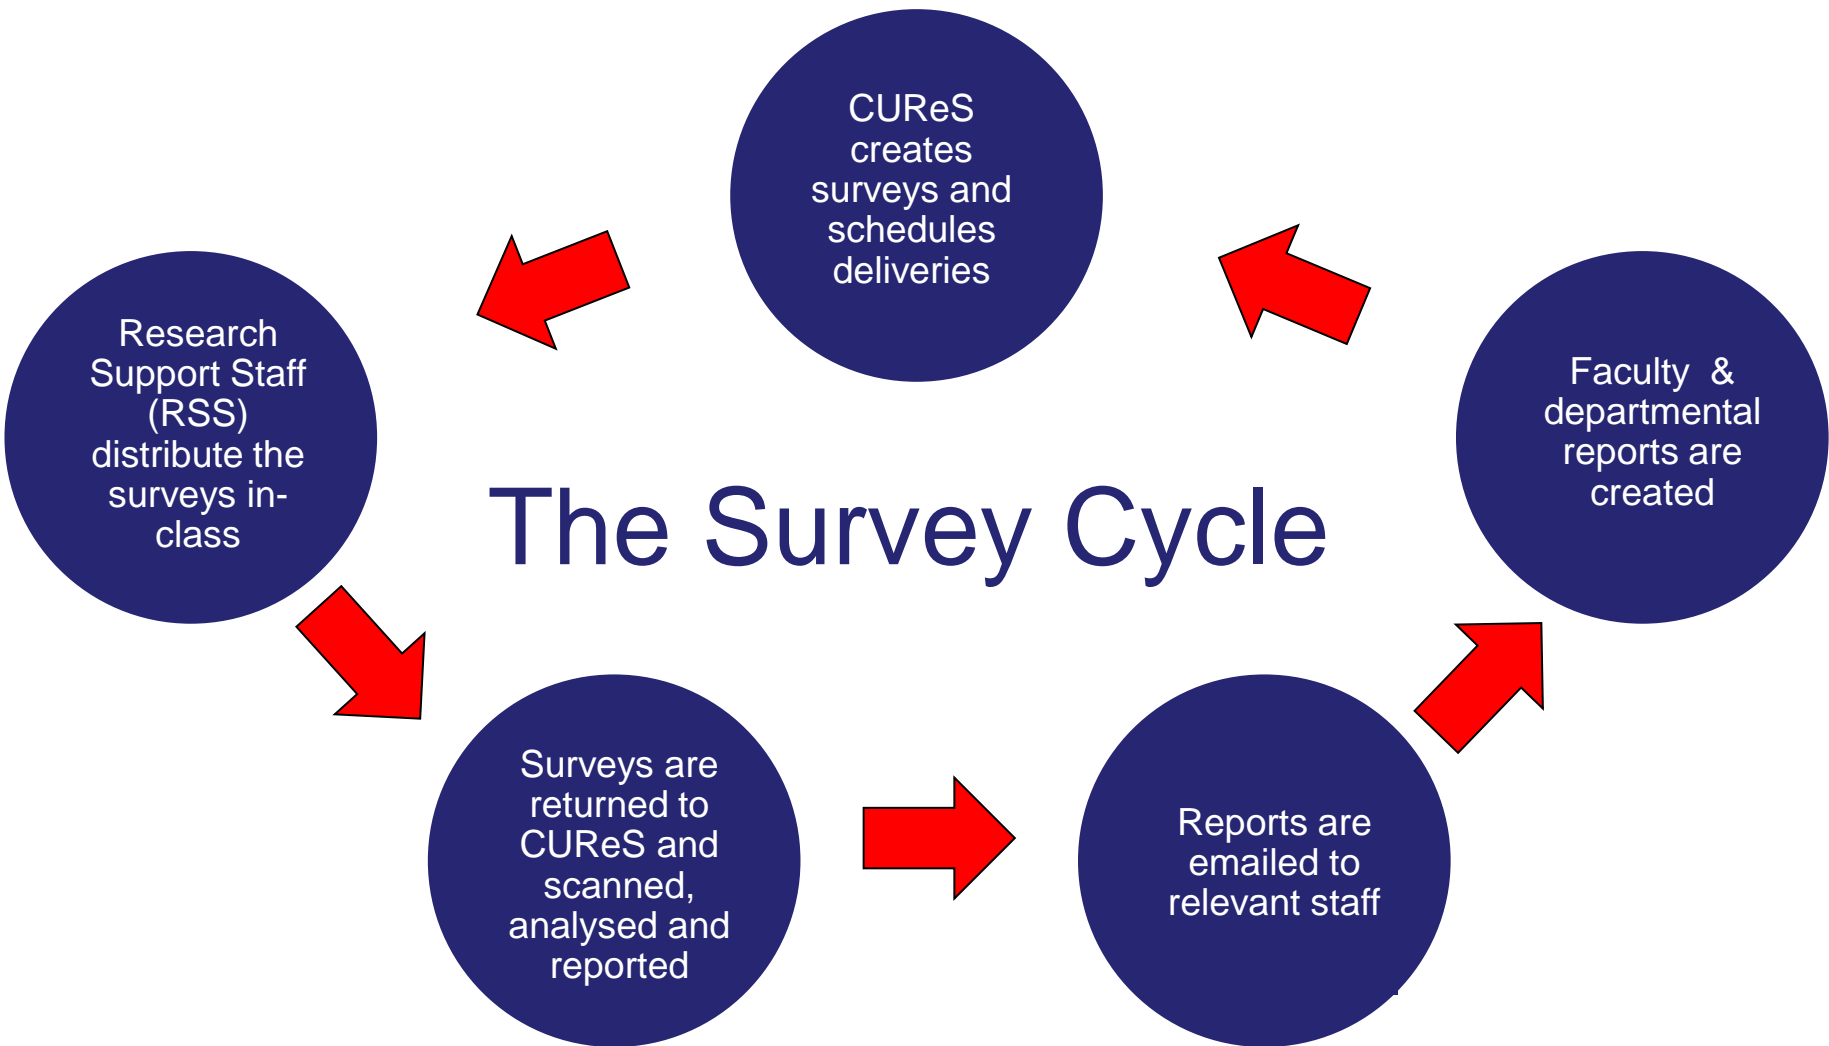 CUReS
creates
surveys and
schedules
deliveries
Research
Support Staff
(RSS)
distribute the
surveys in-
class
Faculty & 
departmental
reports are
created
The Survey Cycle
Surveys are
returned to
CUReS and
scanned,
analysed and
reported
Reports are
emailed to
relevant staff